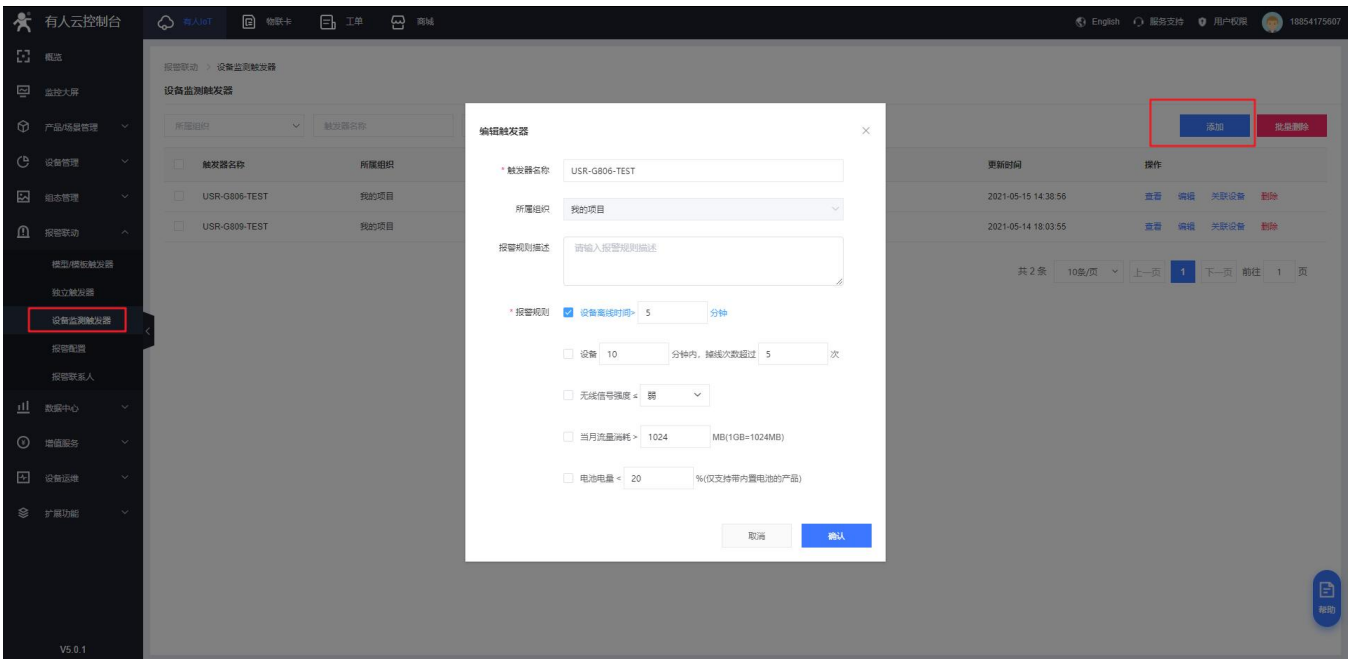 有人云控制台 有人IoT 物联卡 工单 商城 English 服务支持 用户权限 18854175607
概览
监控大屏
产品/场景管理
设备管理
组态管理
报警联动
模型/模板触发器
独立触发器
设备监测触发器
报警配置
报警联系人
数据中心
增值服务
设备运维
扩展功能
V5.0.1
报警联动 > 设备监测触发器
设备监测触发器
所属组织 触发器名称 添加 批量删除
触发器名称 所属组织 更新时间 操作
USR-G806-TEST 我的项目 2021-05-15 14:38:56 查看 编辑 关联设备 删除
USR-G809-TEST 我的项目 2021-05-14 18:03:55 查看 编辑 关联设备 删除
共 2 条 10条/页 上一页 1 下一页 前往 1 页
编辑触发器 ×
* 触发器名称 USR-G806-TEST
所属组织 我的项目
报警规则描述 请输入报警规则描述
* 报警规则 设备离线时间> 5 分钟
设备 10 分钟内，掉线次数超过 5 次
无线信号强度 ≤ 弱
当月流量消耗 > 1024 MB(1GB=1024MB)
电池电量 < 20 %(仅支持带内置电池的产品)
取消 确认
帮助